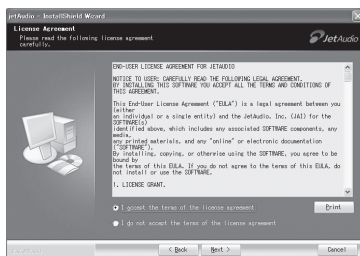 jetAudio - InstallShield Wizard
License Agreement
Please read the following license agreement
carefully.
JetAudio
END-USER LICENSE AGREEMENT FOR JETAUDIO
NOTICE TO USER: CAREFULLY READ THE FOLLOWING LEGAL AGREEMENT.
BY INSTALLING THIS SOFTWARE YOU ACCEPT ALL THE TERMS AND CONDITIONS OF
THIS AGREEMENT.
This End-User License Agreement ("EULA") is a legal agreement between you
(either
an individual or a single entity) and the JetAudio, Inc. (JAI) for the
SOFTWARE(s)
identified above, which includes any associated SOFTWARE components, any
media,
any printed materials, and any "online" or electronic documentation
("SOFTWARE").
By installing, copying, or otherwise using the SOFTWARE, you agree to be
bound by
the terms of this EULA. If you do not agree to the terms of this EULA, do
not install or use the SOFTWARE.
1. LICENSE GRANT.
I accept the terms of the license agreement
Print
I do not accept the terms of the license agreement
< Back
Next >
Cancel